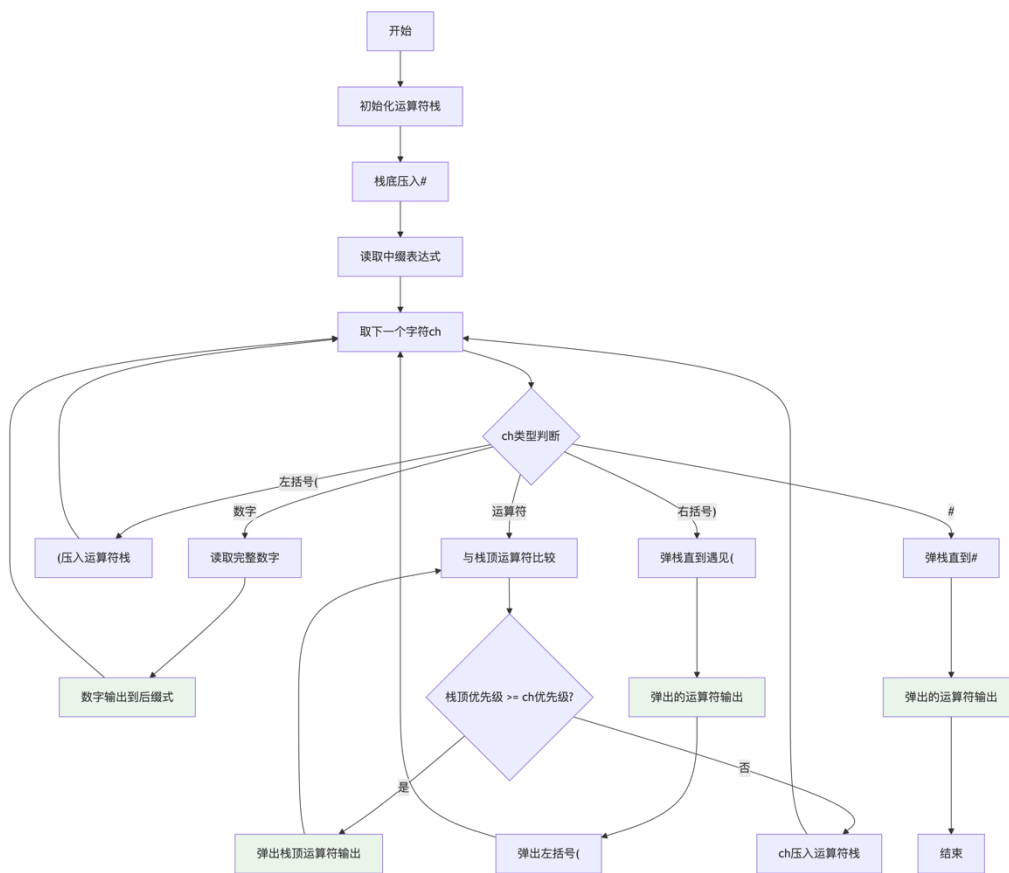 开始
初始化运算符栈
栈底压入#
读取中缀表达式
取下一个字符ch
ch类型判断
左括号(
数字
运算符
右括号)
#
(压入运算符栈
读取完整数字
与栈顶运算符比较
弹栈直到遇见(
弹栈直到#
数字输出到后缀式
栈顶优先级 >= ch优先级?
弹出的运算符输出
弹出的运算符输出
是
否
弹出栈顶运算符输出
弹出左括号(
ch压入运算符栈
结束